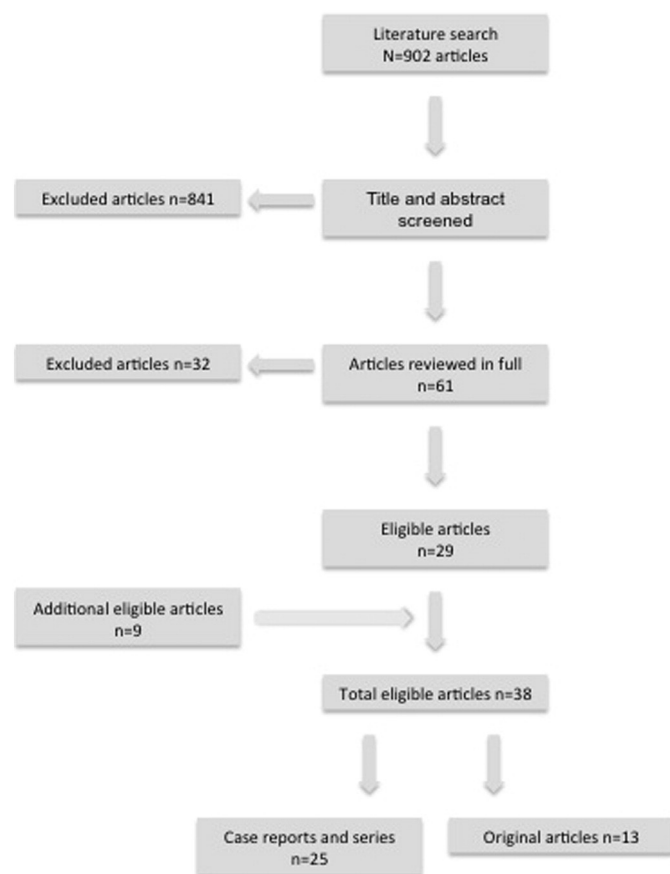 Literature search
N=902 articles
Excluded articles n=841
Title and abstract
screened
Excluded articles n=32
Articles reviewed in full
n=61
Eligible articles
n=29
Additional eligible articles
n=9
Total eligible articles n=38
Case reports and series
n=25
Original articles n=13